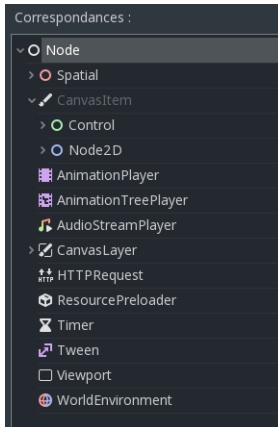 Correspondances :
Node
Spatial
CanvasItem
Control
Node2D
AnimationPlayer
AnimationTreePlayer
AudioStreamPlayer
CanvasLayer
HTTPRequest
ResourcePreloader
Timer
Tween
Viewport
WorldEnvironment